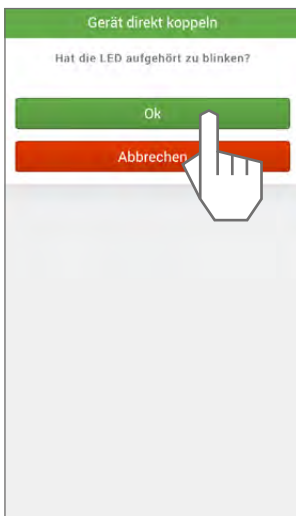 Gerät direkt koppeln
Hat die LED aufgehört zu blinken?
Ok
Abbrechen